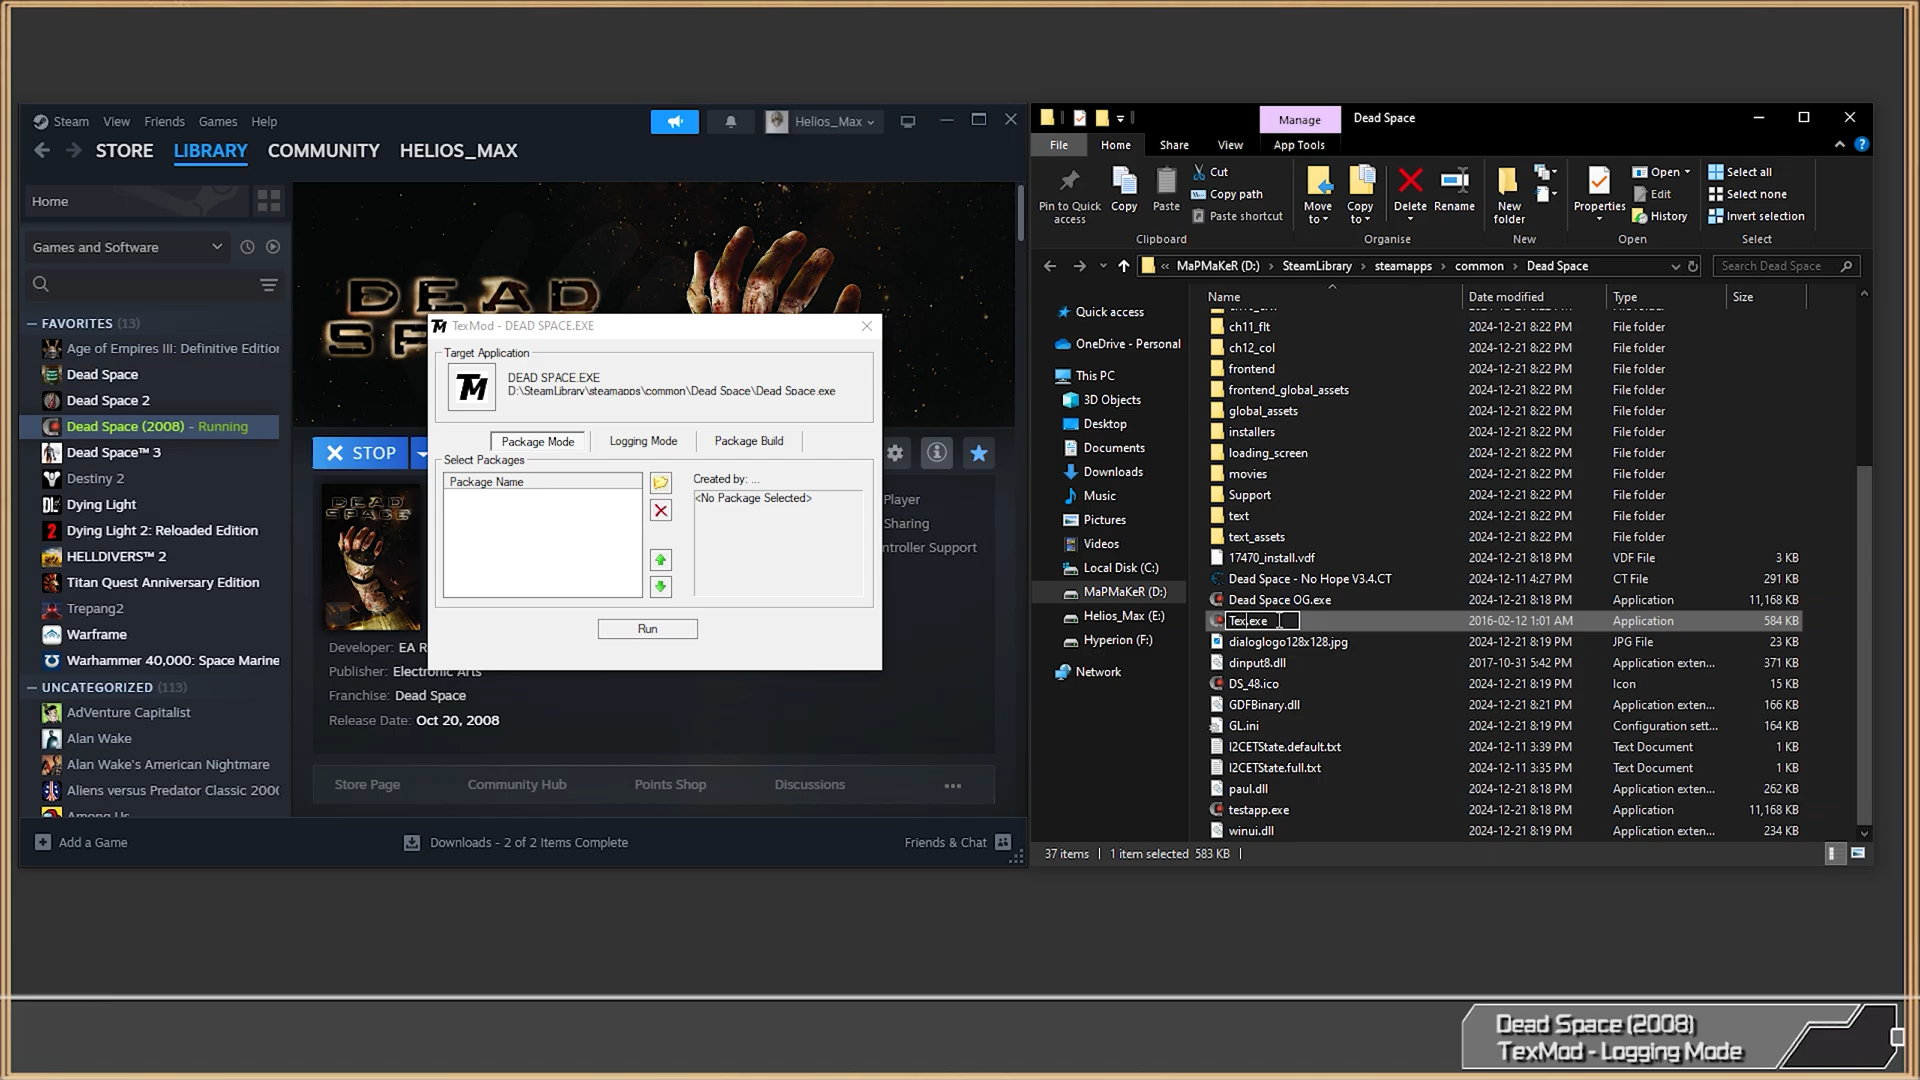 Steam View Friends Games Help
Helios_Max
STORE LIBRARY COMMUNITY HELIOS_MAX
Home
Games and Software
FAVORITES (13)
Age of Empires III: Definitive Edition
Dead Space
Dead Space 2
Dead Space (2008) - Running
Dead Space™ 3
Destiny 2
Dying Light
Dying Light 2: Reloaded Edition
HELLDIVERS™ 2
Titan Quest Anniversary Edition
Trepang2
Warframe
Warhammer 40,000: Space Marine
UNCATEGORIZED (113)
AdVenture Capitalist
Alan Wake
Alan Wake's American Nightmare
Aliens versus Predator Classic 200
Among Us
Add a Game
DEAD
SP
STOP
DEAD
SPACE
Player
Sharing
ntroller Support
Developer: EA R
Publisher: Electronic Arts
Franchise: Dead Space
Release Date: Oct 20, 2008
Store Page Community Hub Points Shop Discussions
Downloads - 2 of 2 Items Complete
Friends & Chat
TM TexMod - DEAD SPACE.EXE
Target Application
TM
DEAD SPACE.EXE
D:\SteamLibrary\steamapps\common\Dead Space\Dead Space.exe
Package Mode Logging Mode Package Build
Select Packages
Package Name
Created by: ...
<No Package Selected>
Run
Manage Dead Space
File Home Share View App Tools
Pin to Quick access
Copy
Paste
Cut
Copy path
Paste shortcut
Move to
Copy to
Delete
Rename
New folder
Properties
Open
Edit
History
Select all
Select none
Invert selection
Clipboard Organise New Open Select
« MaPMaKeR (D:) > SteamLibrary > steamapps > common > Dead Space
Search Dead Space
Quick access
OneDrive - Personal
This PC
3D Objects
Desktop
Documents
Downloads
Music
Pictures
Videos
Local Disk (C:)
MaPMaKeR (D:)
Helios_Max (E:)
Hyperion (F:)
Network
Name Date modified Type Size
ch11_flt 2024-12-21 8:22 PM File folder
ch12_col 2024-12-21 8:22 PM File folder
frontend 2024-12-21 8:22 PM File folder
frontend_global_assets 2024-12-21 8:22 PM File folder
global_assets 2024-12-21 8:22 PM File folder
installers 2024-12-21 8:22 PM File folder
loading_screen 2024-12-21 8:22 PM File folder
movies 2024-12-21 8:22 PM File folder
Support 2024-12-21 8:22 PM File folder
text 2024-12-21 8:22 PM File folder
text_assets 2024-12-21 8:22 PM File folder
17470_install.vdf 2024-12-21 8:18 PM VDF File 3 KB
Dead Space - No Hope V3.4.CT 2024-12-11 4:27 PM CT File 291 KB
Dead Space OG.exe 2024-12-21 8:18 PM Application 11,168 KB
Tex.exe 2016-02-12 1:01 AM Application 584 KB
dialoglogo128x128.jpg 2024-12-21 8:18 PM JPG File 23 KB
dinput8.dll 2017-10-31 5:42 PM Application exten... 371 KB
DS_48.ico 2024-12-21 8:19 PM Icon 15 KB
GDFBinary.dll 2024-12-21 8:21 PM Application exten... 166 KB
GL.ini 2024-12-21 8:19 PM Configuration sett... 164 KB
I2CETState.default.txt 2024-12-11 3:39 PM Text Document 1 KB
I2CETState.full.txt 2024-12-11 3:35 PM Text Document 1 KB
paul.dll 2024-12-21 8:18 PM Application exten... 262 KB
testapp.exe 2024-12-21 8:18 PM Application 11,168 KB
winui.dll 2024-12-21 8:19 PM Application exten... 234 KB
37 items 1 item selected 583 KB
Dead Space (2008)
TexMod - Logging Mode